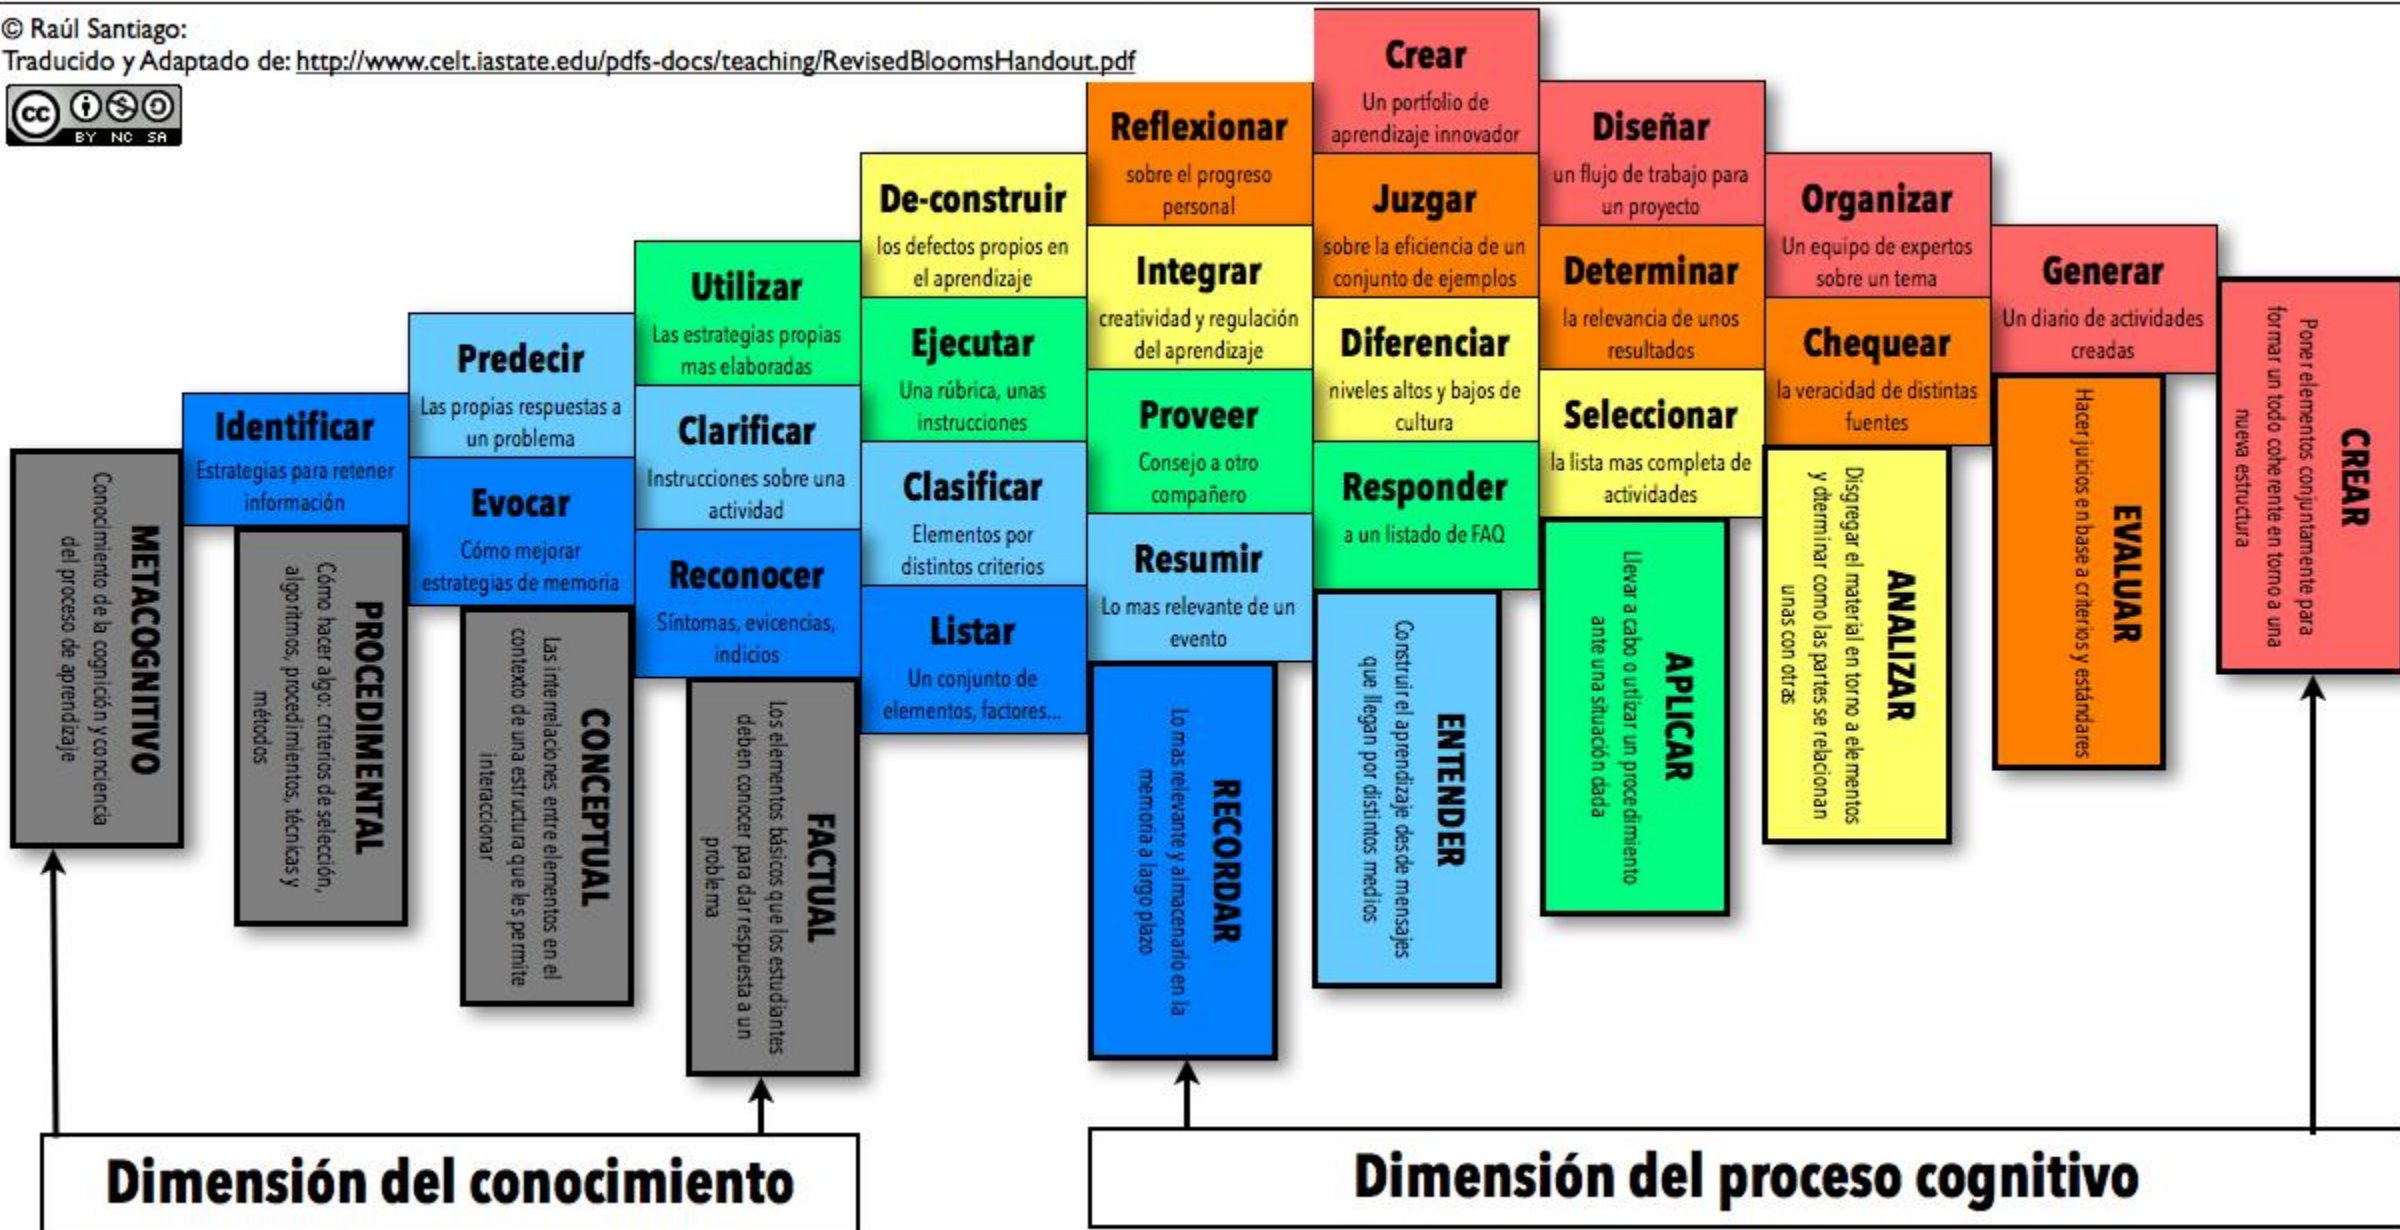 © Raúl Santiago:
Traducido y Adaptado de: http://www.celt.iastate.edu/pdfs-docs/teaching/RevisedBloomsHandout.pdf
cc
BY NC SA
Crear
Un portfolio de
aprendizaje innovador
Reflexionar
sobre el progreso
personal
Diseñar
un flujo de trabajo para
un proyecto
De-construir
los defectos propios en
el aprendizaje
Juzgar
sobre la eficiencia de un
conjunto de ejemplos
Organizar
Un equipo de expertos
sobre un tema
Utilizar
Las estrategias propias
mas elaboradas
Integrar
creatividad y regulación
del aprendizaje
Determinar
la relevancia de unos
resultados
Generar
Un diario de actividades
creadas
Predecir
Las propias respuestas a
un problema
Ejecutar
Una rúbrica, unas
instrucciones
Diferenciar
niveles altos y bajos de
cultura
Chequear
la veracidad de distintas
fuentes
Identificar
Estrategias para retener
información
Clarificar
Instrucciones sobre una
actividad
Proveer
Consejo a otro
compañero
Seleccionar
la lista mas completa de
actividades
Evocar
Cómo mejorar
estrategias de memoria
Clasificar
Elementos por
distintos criterios
Responder
a un listado de FAQ
Reconocer
Síntomas, evicencias,
indicios
Resumir
Lo mas relevante de un
evento
Listar
Un conjunto de
elementos, factores...
METACOGNITIVO
Conocimiento de la cognición y conciencia
del proceso de aprendizaje
PROCEDIMENTAL
Cómo hacer algo: criterios de selección,
algoritmos, procedimientos, técnicas y
métodos
CONCEPTUAL
Las interrelaciones entre elementos en el
contexto de una estructura que les permite
interaccionar
FACTUAL
Los elementos básicos que los estudiantes
deben conocer para dar respuesta a un
problema
RECORDAR
Lo mas relevante y almacenarlo en la
memoria a largo plazo
ENTENDER
Construir el aprendizaje desde mensajes
que llegan por distintos medios
APLICAR
Llevar a cabo o utlizar un procedimiento
ante una situación dada
ANALIZAR
Disgregar el material en torno a elementos
y dterminar como las partes se relacionan
unas con otras
EVALUAR
Hacer juicios en base a criterios y estándares
CREAR
Poner elementos conjuntamente para
formar un todo coherente en torno a una
nueva estructura
Dimensión del conocimiento
Dimensión del proceso cognitivo